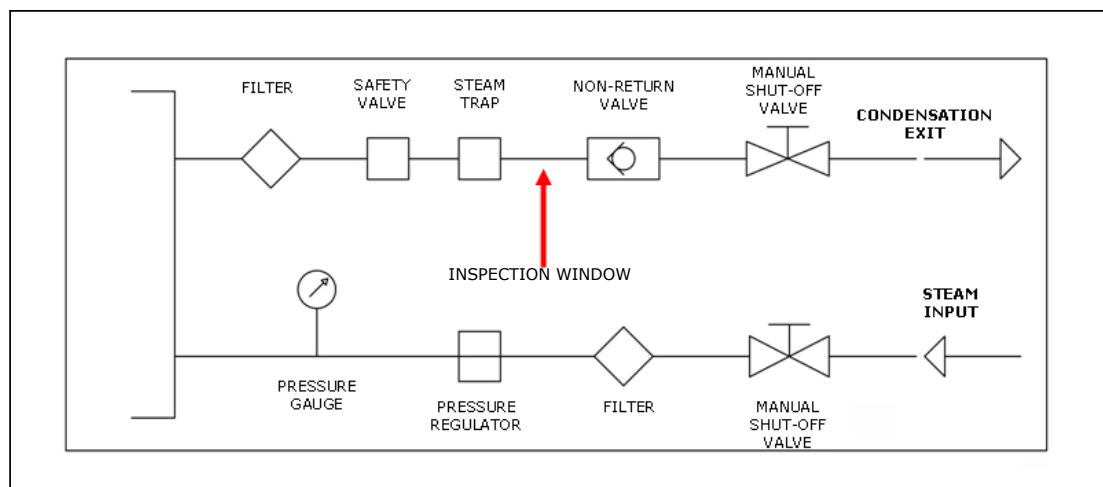 FILTER
SAFETY
VALVE
STEAM
TRAP
NON-RETURN
VALVE
MANUAL
SHUT-OFF
VALVE
CONDENSATION
EXIT
INSPECTION WINDOW
STEAM
INPUT
PRESSURE
GAUGE
PRESSURE
REGULATOR
FILTER
MANUAL
SHUT-OFF
VALVE